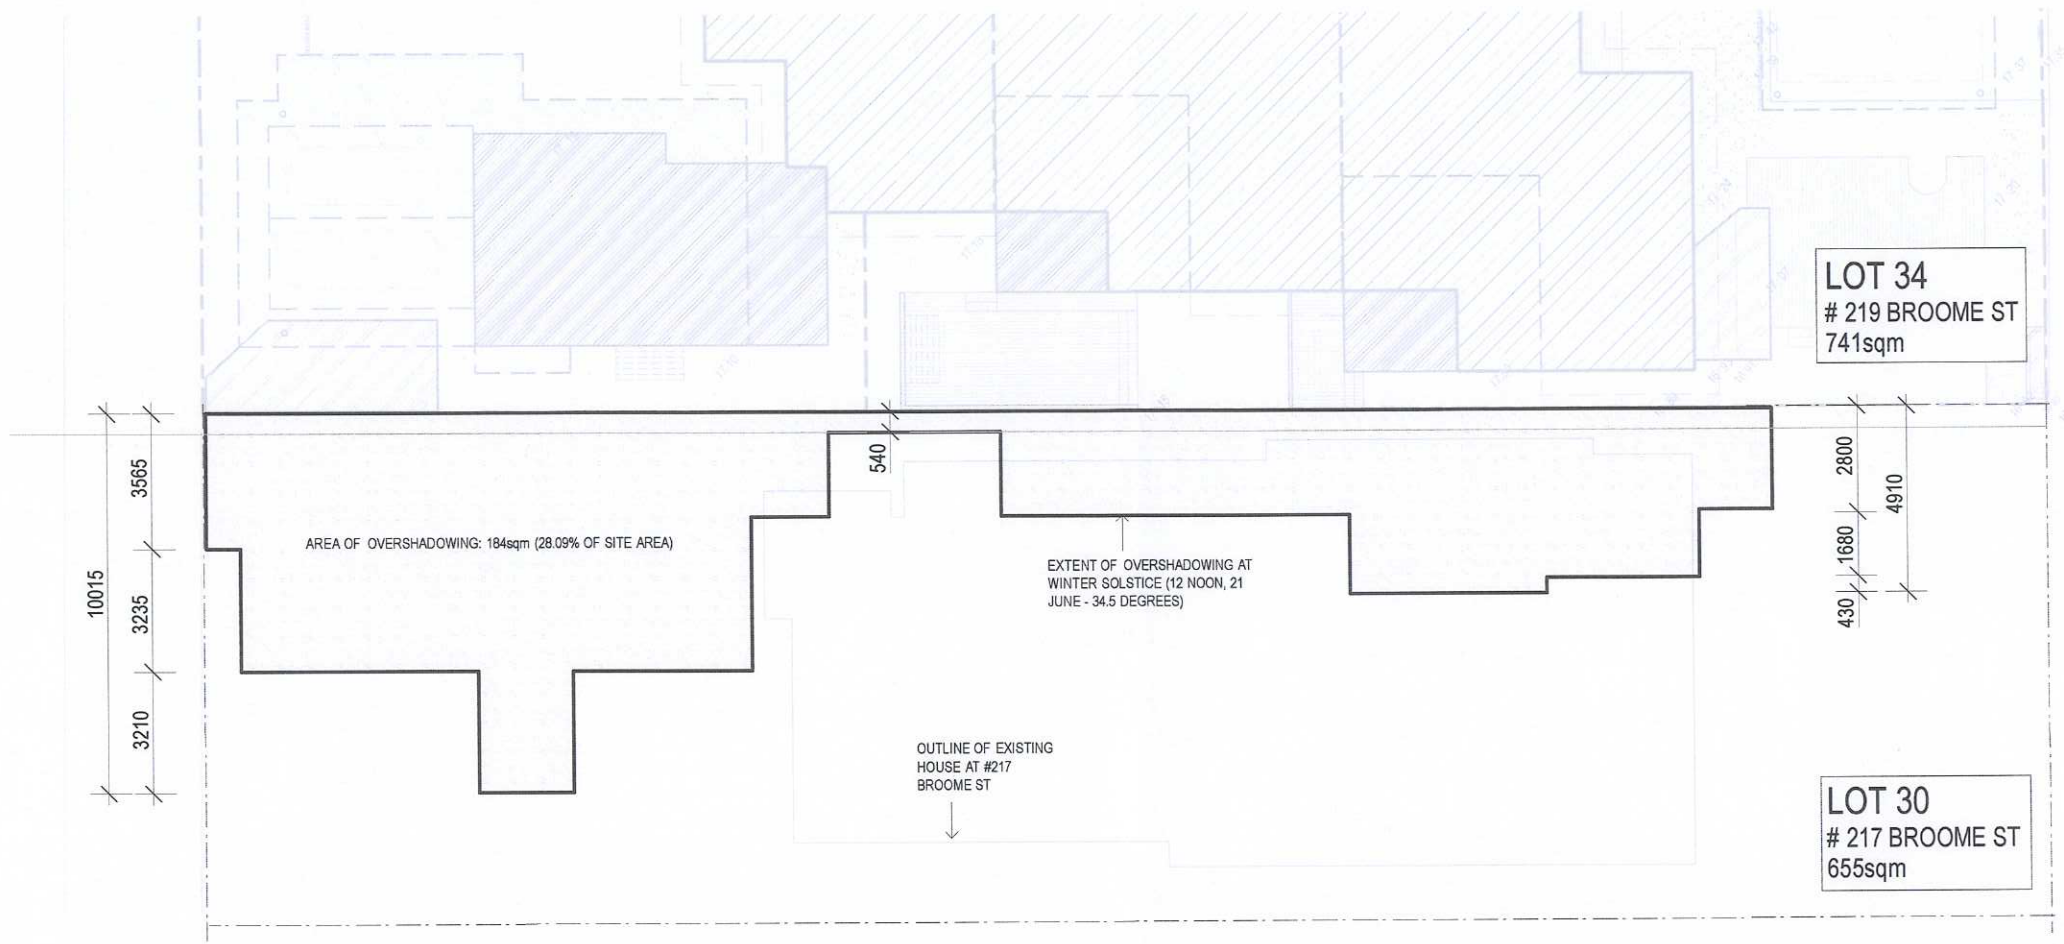 LOT 34
# 219 BROOME ST
741sqm
3565
3235
3210
10015
540
2800
1680
430
4910
AREA OF OVERSHADOWING: 184sqm (28.09% OF SITE AREA)
EXTENT OF OVERSHADOWING AT
WINTER SOLSTICE (12 NOON, 21
JUNE - 34.5 DEGREES)
OUTLINE OF EXISTING
HOUSE AT #217
BROOME ST
LOT 30
# 217 BROOME ST
655sqm